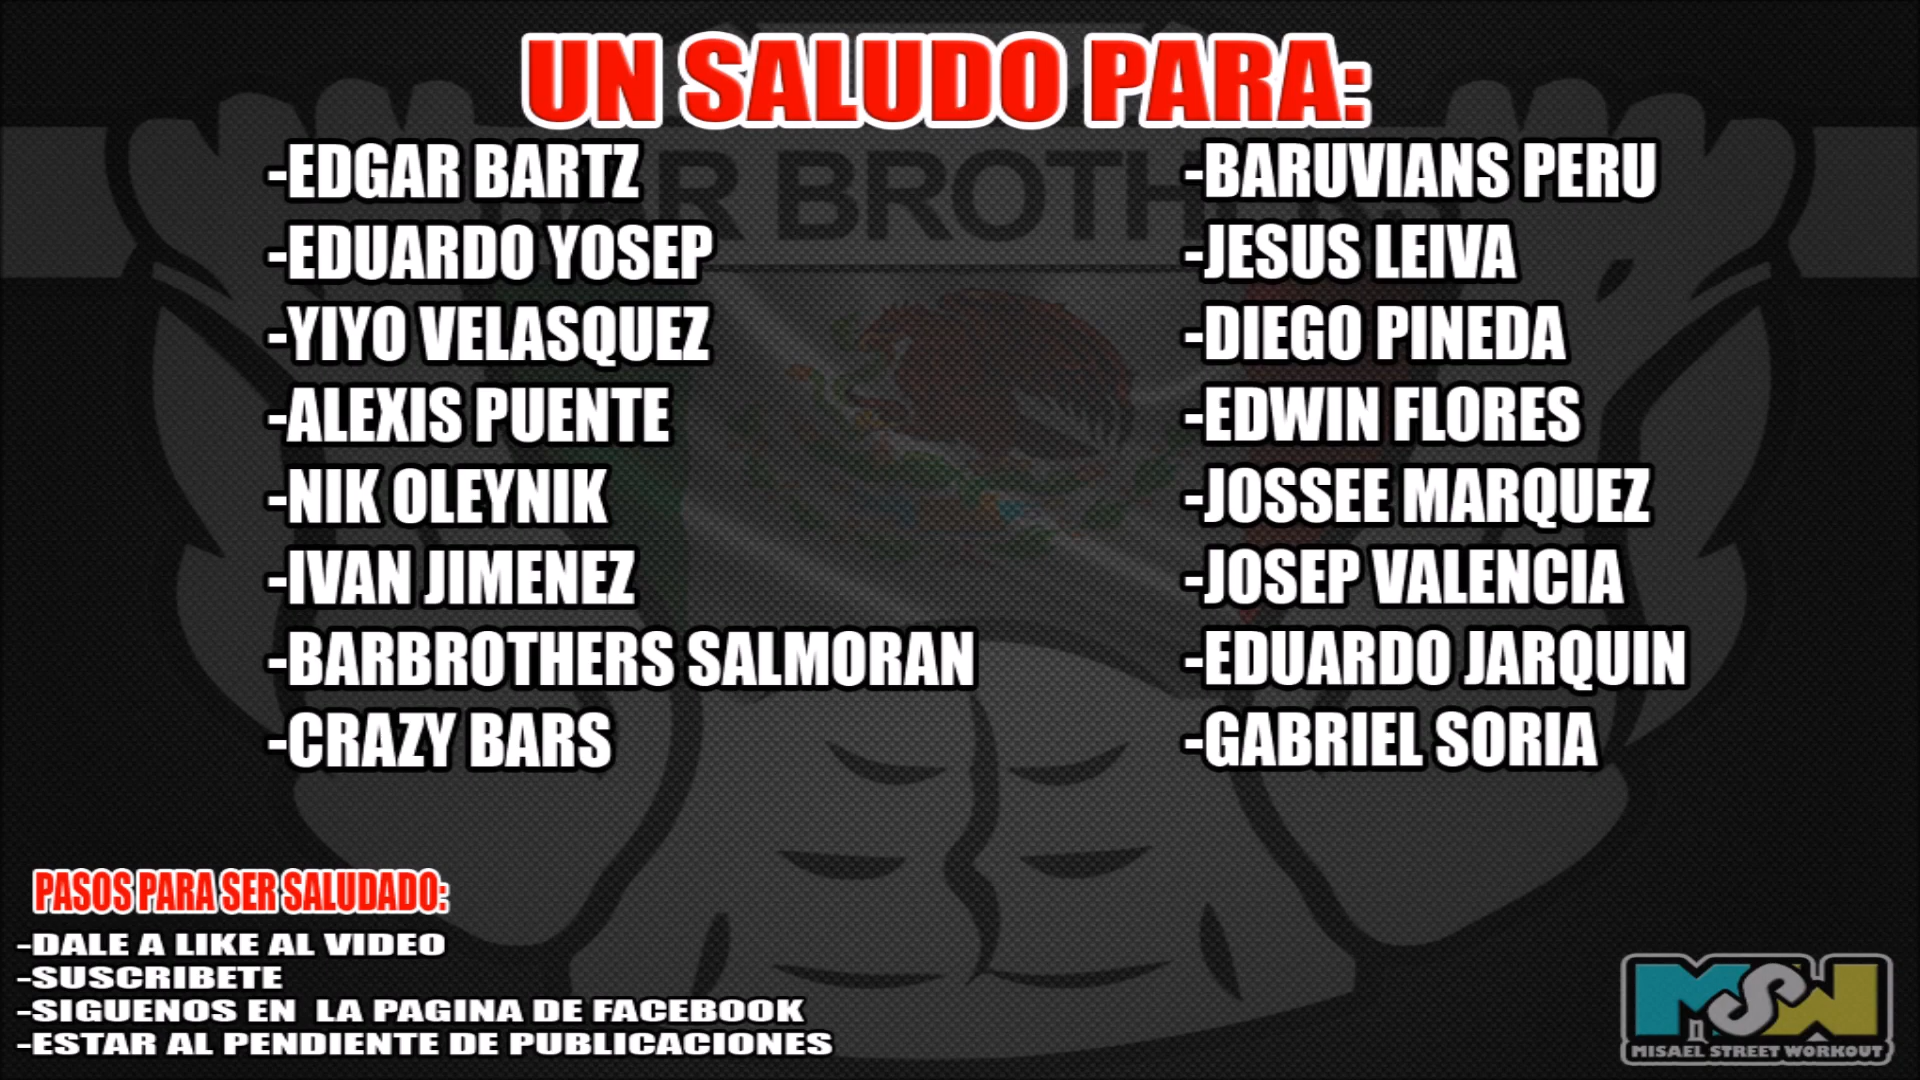 UN SALUDO PARA:
-EDGAR BARTZ
-EDUARDO YOSEP
-YIYO VELASQUEZ
-ALEXIS PUENTE
-NIK OLEYNIK
-IVAN JIMENEZ
-BARBROTHERS SALMORAN
-CRAZY BARS
-BARUVIANS PERU
-JESUS LEIVA
-DIEGO PINEDA
-EDWIN FLORES
-JOSSEE MARQUEZ
-JOSEP VALENCIA
-EDUARDO JARQUIN
-GABRIEL SORIA
PASOS PARA SER SALUDADO:
-DALE A LIKE AL VIDEO
-SUSCRIBETE
-SIGUENOS EN LA PAGINA DE FACEBOOK
-ESTAR AL PENDIENTE DE PUBLICACIONES
MSW
MISAEL STREET WORKOUT